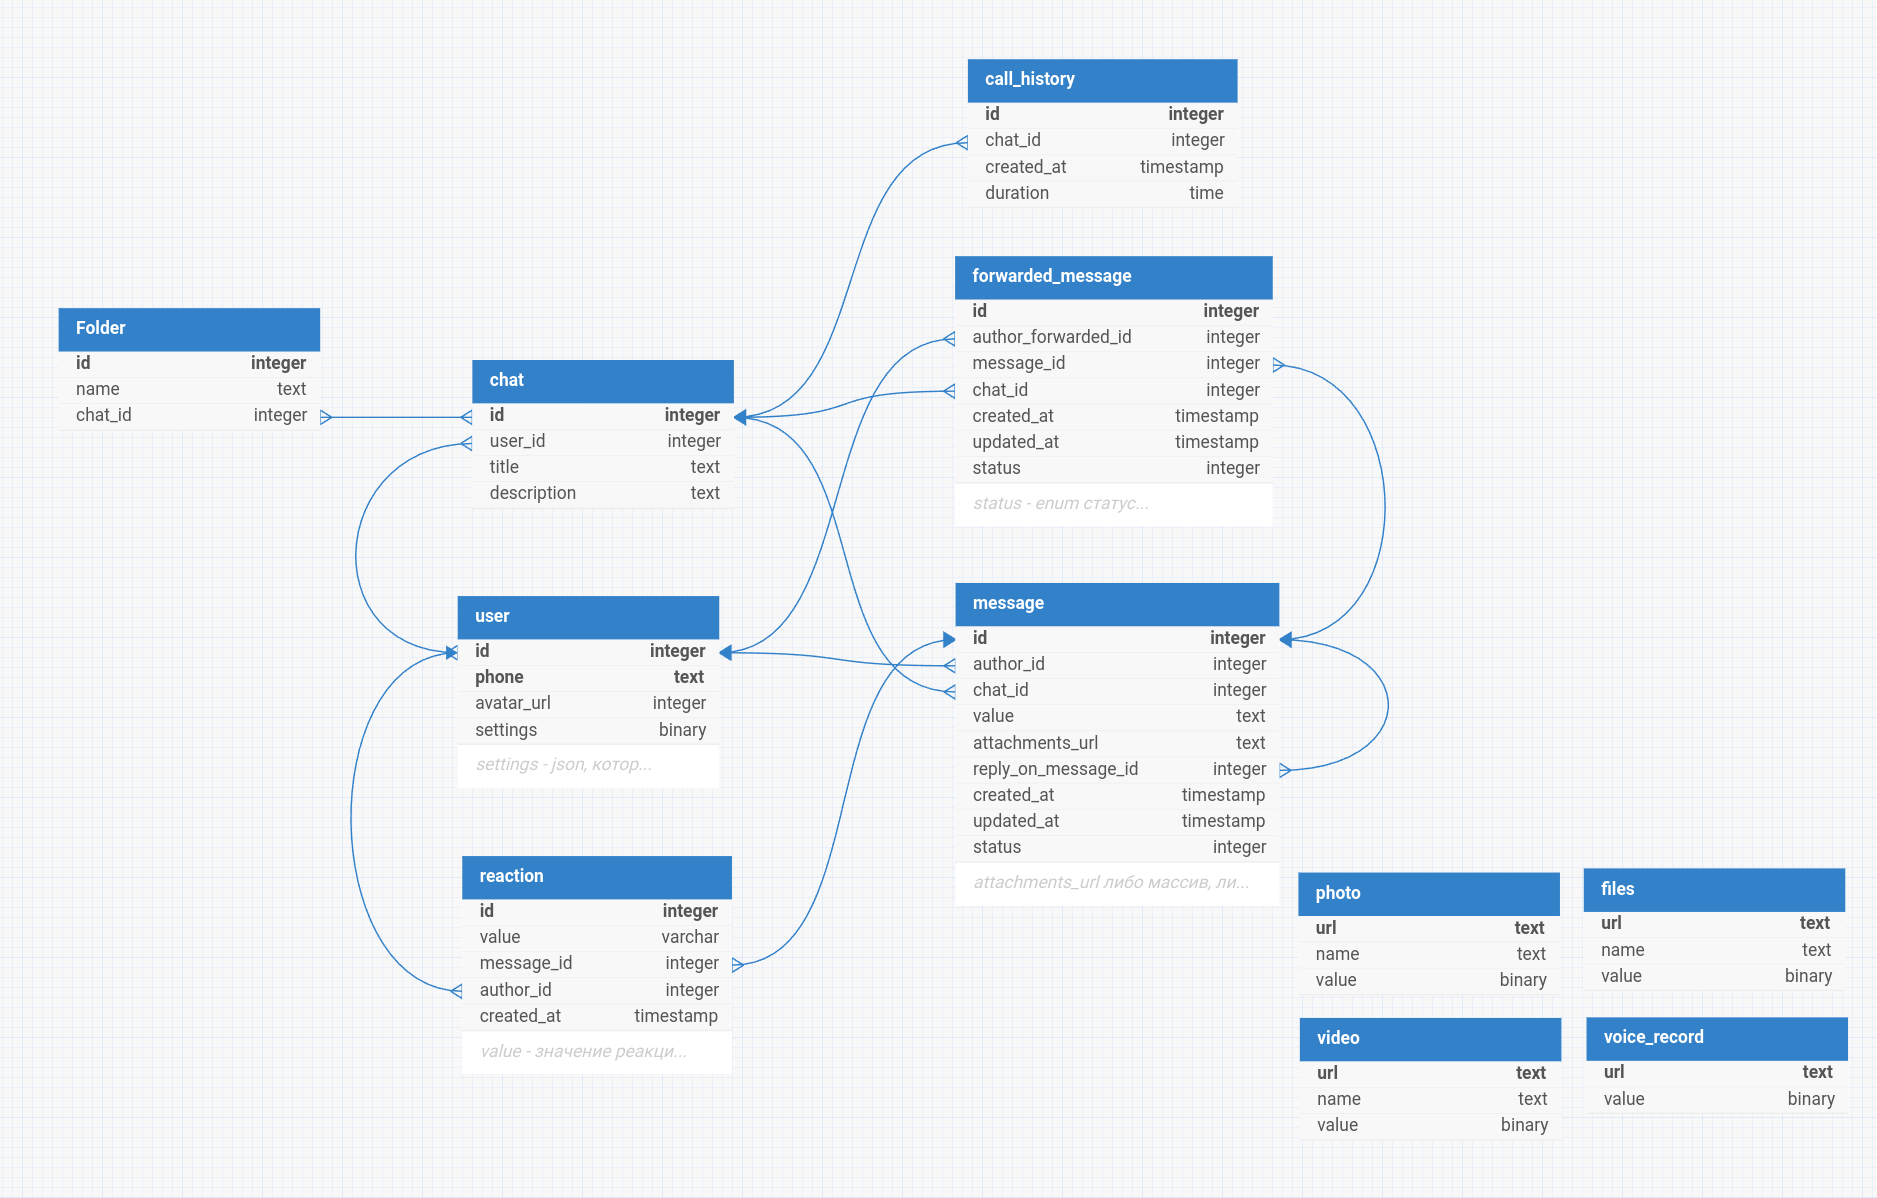 call_history
id integer
chat_id integer
created_at timestamp
duration time
forwarded_message
id integer
author_forwarded_id integer
message_id integer
chat_id integer
created_at timestamp
updated_at timestamp
status integer
status - enum статус...
Folder
id integer
name text
chat_id integer
chat
id integer
user_id integer
title text
description text
user
id integer
phone text
avatar_url integer
settings binary
settings - json, котор...
message
id integer
author_id integer
chat_id integer
value text
attachments_url text
reply_on_message_id integer
created_at timestamp
updated_at timestamp
status integer
attachments_url либо массив, ли...
reaction
id integer
value varchar
message_id integer
author_id integer
created_at timestamp
value - значение реакци...
photo
url text
name text
value binary
files
url text
name text
value binary
video
url text
name text
value binary
voice_record
url text
value binary